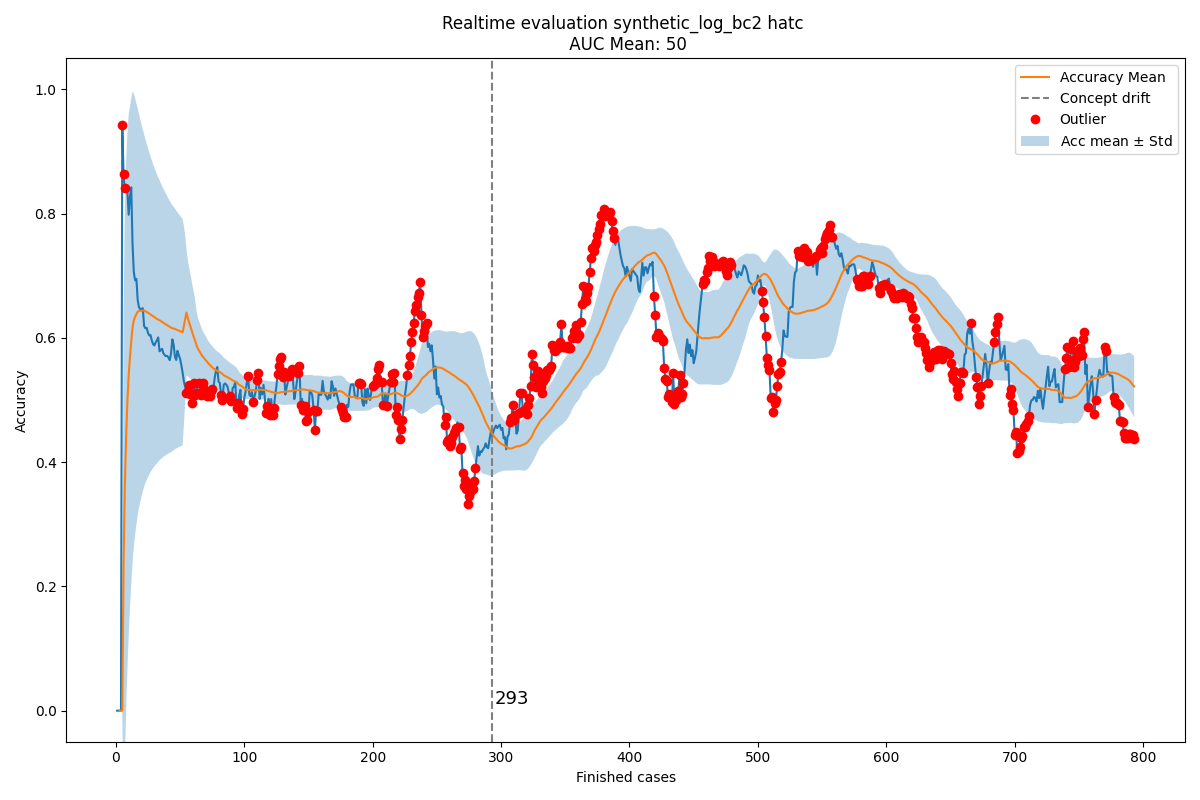 Realtime evaluation synthetic_log_bc2 hatc
AUC Mean: 50
Accuracy Mean
Concept drift
Outlier
Acc mean ± Std
1.0
0.8
0.6
0.4
0.2
0.0
Accuracy
293
0 100 200 300 400 500 600 700 800
Finished cases